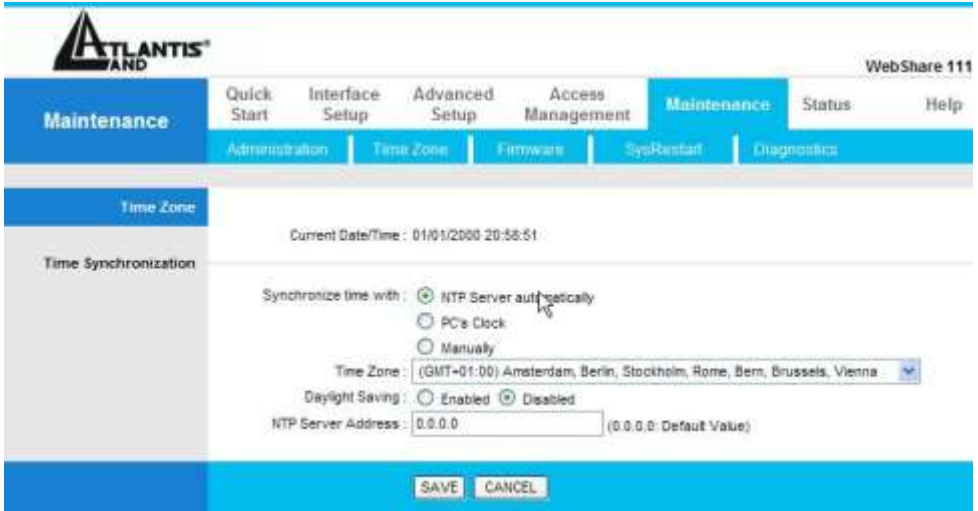 ATLANTIS®
LAND
WebShare 111
Maintenance
Quick Start
Interface Setup
Advanced Setup
Access Management
Maintenance
Status
Help
Administration
Time Zone
Firmware
SysRestart
Diagnostics
Time Zone
Current Date/Time : 01/01/2000 20:58:51
Time Synchronization
Synchronize time with : NTP Server automatically
PC's Clock
Manually
Time Zone : (GMT+01:00) Amsterdam, Berlin, Stockholm, Rome, Bern, Brussels, Vienna
Daylight Saving : Enabled Disabled
NTP Server Address : 0.0.0.0 (0.0.0.0: Default Value)
SAVE CANCEL